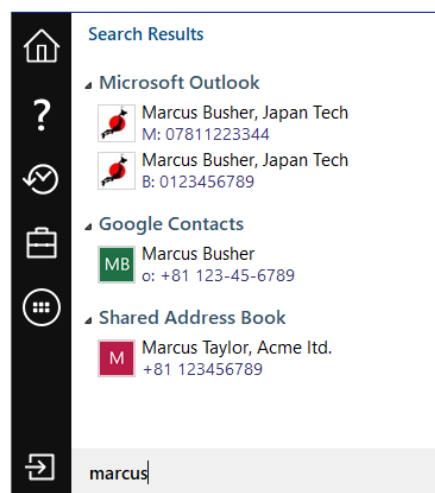 Search Results
Microsoft Outlook
Marcus Busher, Japan Tech
M: 07811223344
Marcus Busher, Japan Tech
B: 0123456789
Google Contacts
MB
Marcus Busher
o: +81 123-45-6789
Shared Address Book
M
Marcus Taylor, Acme ltd.
+81 123456789
marcus